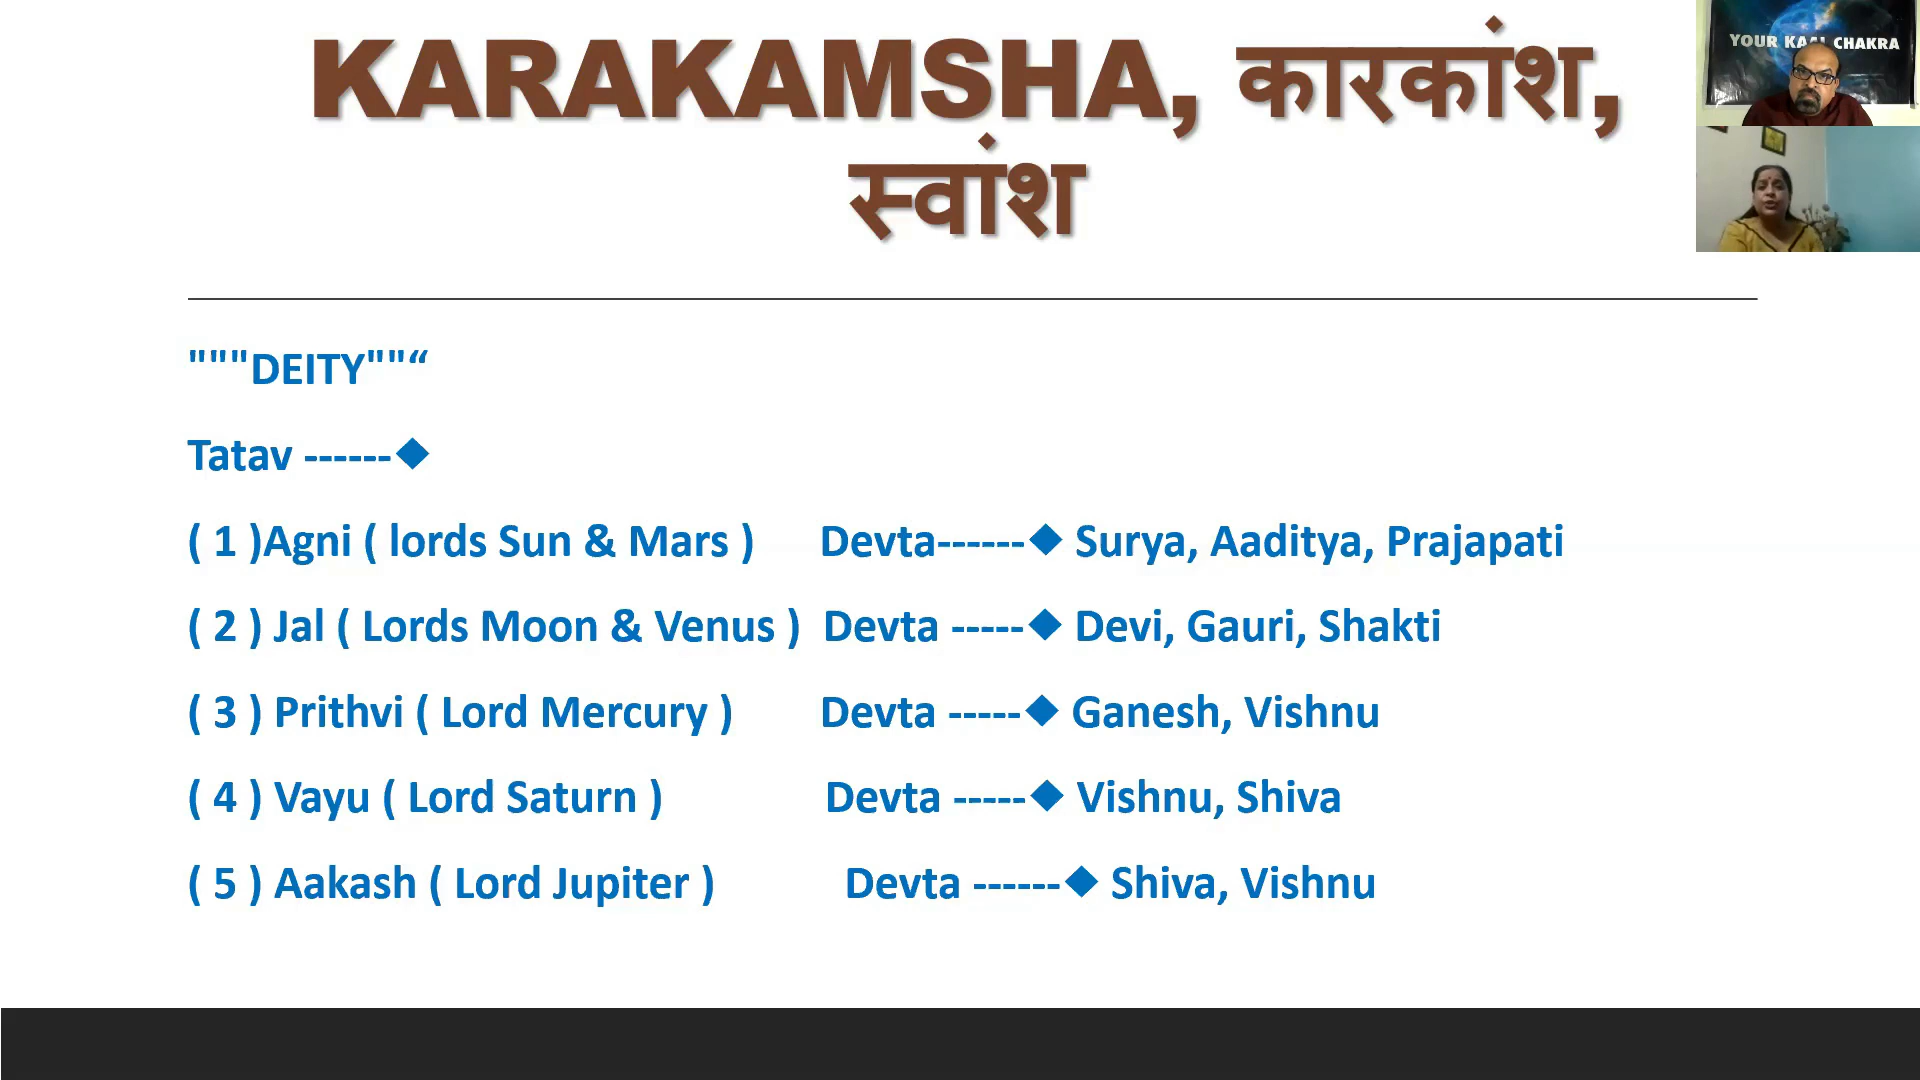 KARAKAMSHA, कारकांश,
स्वांश
YOUR KAAL CHAKRA
"""DEITY""“
Tatav ------◆
( 1 )Agni ( lords Sun & Mars ) Devta------◆ Surya, Aaditya, Prajapati
( 2 ) Jal ( Lords Moon & Venus ) Devta -----◆ Devi, Gauri, Shakti
( 3 ) Prithvi ( Lord Mercury ) Devta -----◆ Ganesh, Vishnu
( 4 ) Vayu ( Lord Saturn ) Devta -----◆ Vishnu, Shiva
( 5 ) Aakash ( Lord Jupiter ) Devta ------◆ Shiva, Vishnu